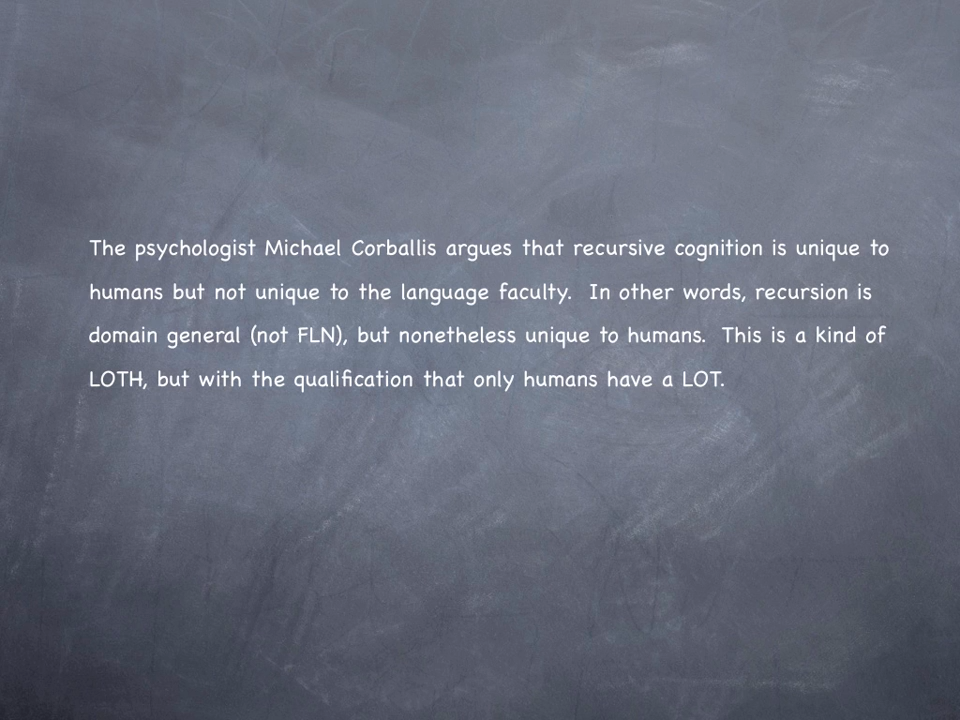 The psychologist Michael Corballis argues that recursive cognition is unique to
humans but not unique to the language faculty.  In other words, recursion is
domain general (not FLN), but nonetheless unique to humans.  This is a kind of
LOTH, but with the qualification that only humans have a LOT.